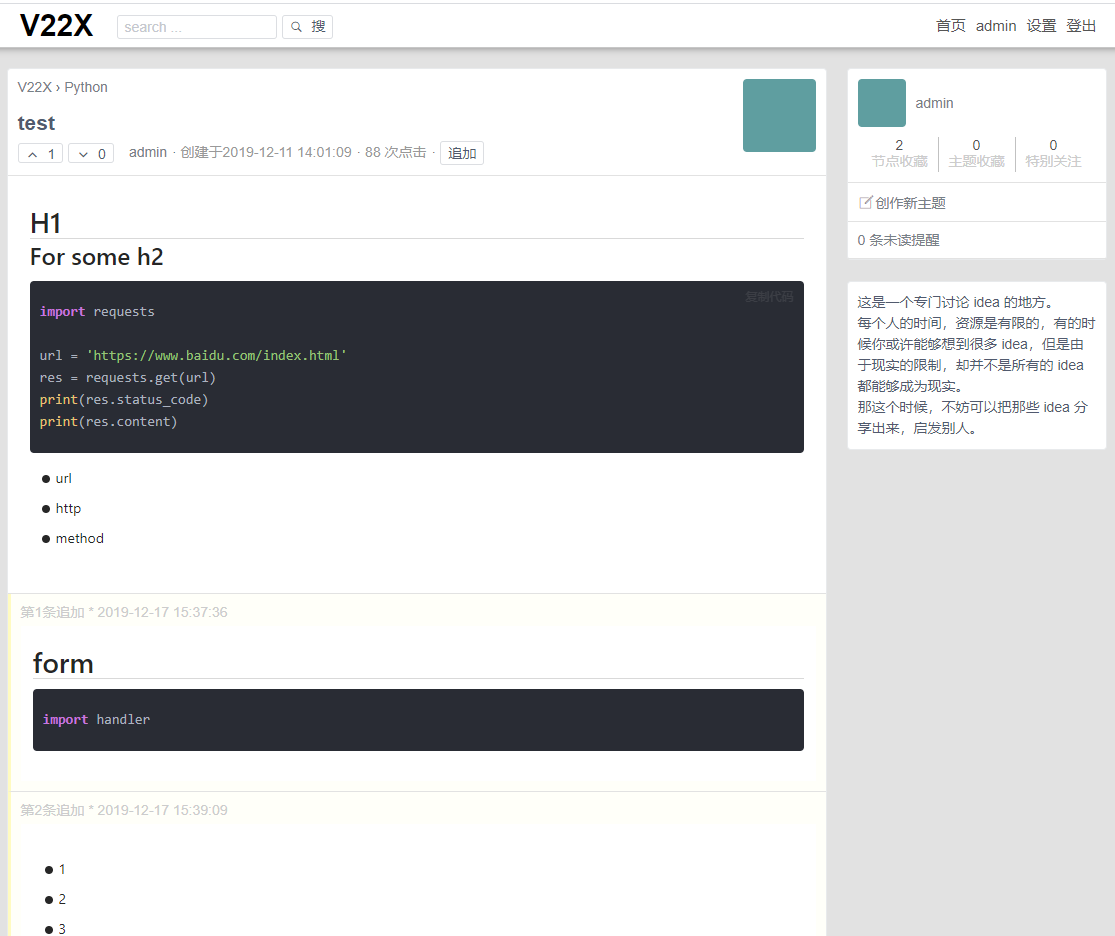 V22X
search ...
搜
首页 admin 设置 登出
V22X › Python
test
1
0
admin · 创建于2019-12-11 14:01:09 · 88 次点击 · 追加
H1
For some h2
复制代码
import requests
url = 'https://www.baidu.com/index.html'
res = requests.get(url)
print(res.status_code)
print(res.content)
● url
● http
● method
第1条追加 * 2019-12-17 15:37:36
form
import handler
第2条追加 * 2019-12-17 15:39:09
● 1
● 2
● 3
admin
2 0 0
节点收藏 主题收藏 特别关注
创作新主题
0 条未读提醒
这是一个专门讨论 idea 的地方。
每个人的时间，资源是有限的，有的时
候你或许能够想到很多 idea，但是由
于现实的限制，却并不是所有的 idea
都能够成为现实。
那这个时候，不妨可以把那些 idea 分
享出来，启发别人。